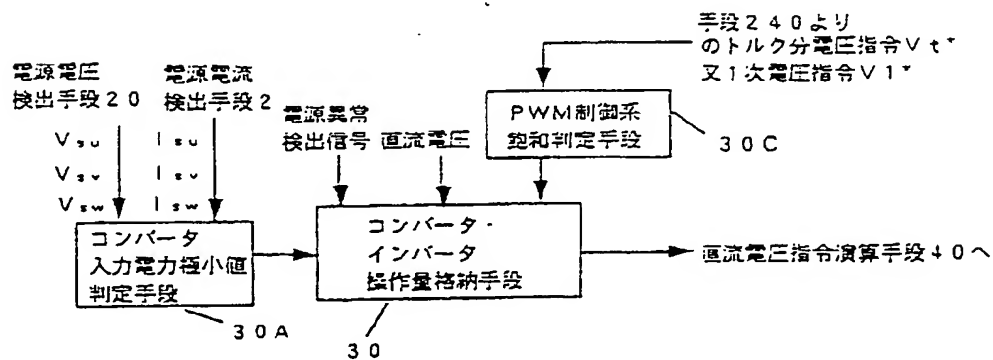 手段240より
のトルク分電圧指令Vt*
又1次電圧指令V1*
電源電圧
検出手段20
電源電流
検出手段2
電源異常
検出信号
直流電圧
PWM制御系
飽和判定手段
30C
Vsu
Vsv
Vsw
Isu
Isv
Isw
コンバータ
入力電力極小値
判定手段
コンバータ・
インバータ
操作量格納手段
直流電圧指令演算手段40へ
30A
30